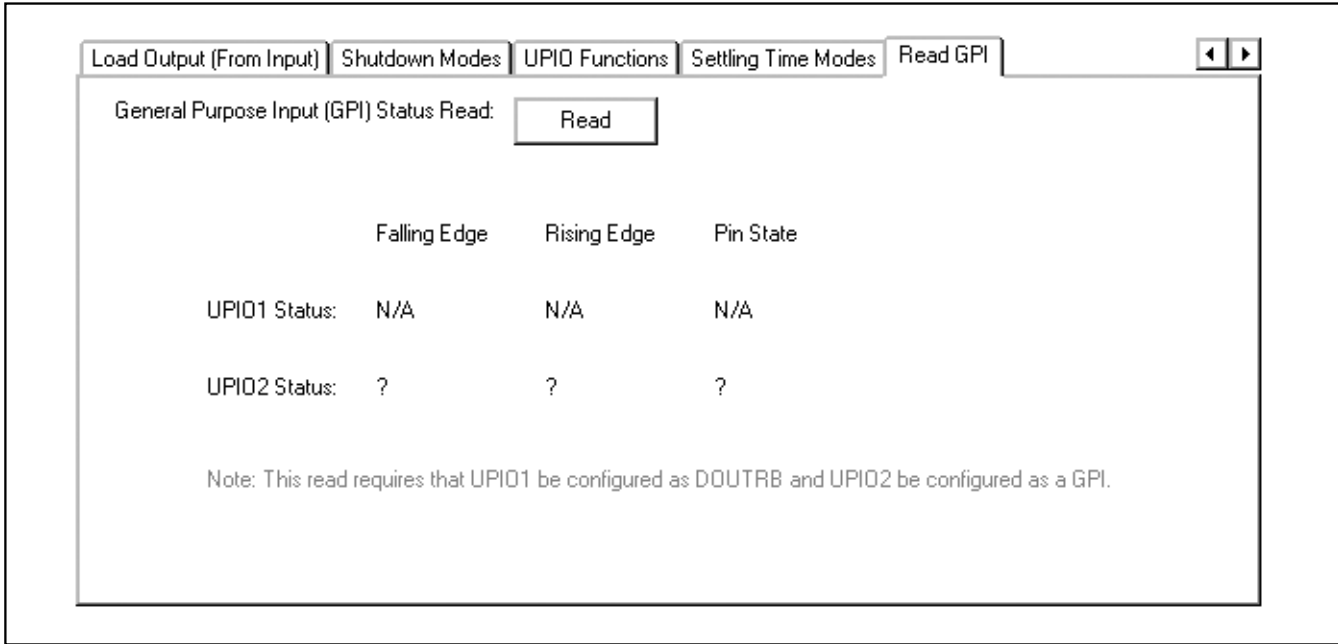 Load Output (From Input) Shutdown Modes UPIO Functions Settling Time Modes Read GPI
General Purpose Input (GPI) Status Read: Read
Falling Edge Rising Edge Pin State
UPIO1 Status: N/A N/A N/A
UPIO2 Status: ? ? ?
Note: This read requires that UPIO1 be configured as DOUTRB and UPIO2 be configured as a GPI.